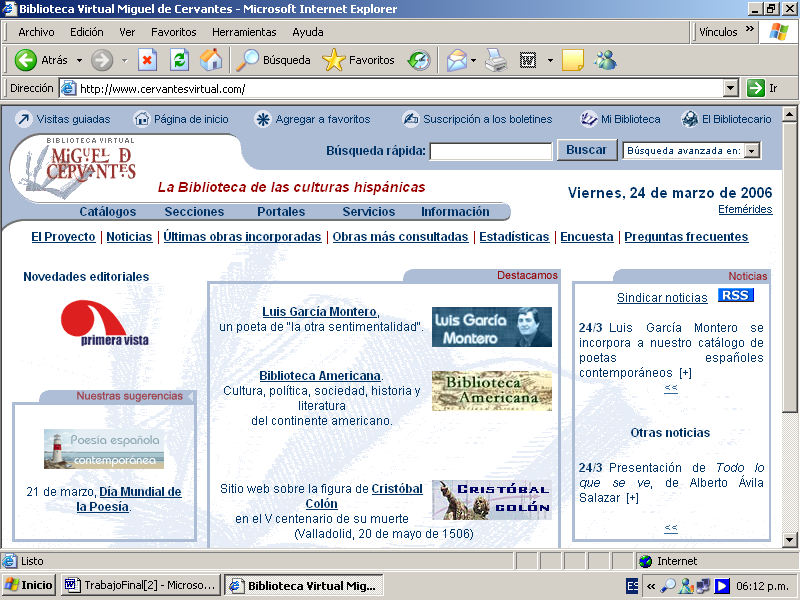 Biblioteca Virtual Miguel de Cervantes - Microsoft Internet Explorer
Archivo Edición Ver Favoritos Herramientas Ayuda Vínculos »
Atrás Búsqueda Favoritos
Dirección http://www.cervantesvirtual.com/ Ir
Visitas guiadas Página de inicio Agregar a favoritos Suscripción a los boletines Mi Biblioteca El Bibliotecario
BIBLIOTECA VIRTUAL
MiGUEL D
CERVANTES
Búsqueda rápida: Buscar Búsqueda avanzada en:
La Biblioteca de las culturas hispánicas
Viernes, 24 de marzo de 2006
Efemérides
Catálogos Secciones Portales Servicios Información
El Proyecto | Noticias | Últimas obras incorporadas | Obras más consultadas | Estadísticas | Encuesta | Preguntas frecuentes
Novedades editoriales
primera vista
Nuestras sugerencias
Poesía española
contemporánea
21 de marzo, Día Mundial de
la Poesía.
Destacamos
Luis García Montero,
un poeta de "la otra sentimentalidad".
Luis García
Montero
Biblioteca Americana.
Cultura, política, sociedad, historia y
literatura
del continente americano.
Biblioteca
Americana
Sitio web sobre la figura de Cristóbal
Colón
en el V centenario de su muerte
(Valladolid, 20 de mayo de 1506)
CRISTÓBAL
COLÓN
Noticias
Sindicar noticias RSS
24/3 Luis García Montero se
incorpora a nuestro catálogo de
poetas españoles
contemporáneos [+]
<<
Otras noticias
24/3 Presentación de Todo lo
que se ve, de Alberto Ávila
Salazar [+]
<<
Listo Internet
Inicio TrabajoFinal[2] - Microso... Biblioteca Virtual Mig... ES « 06:12 p.m.